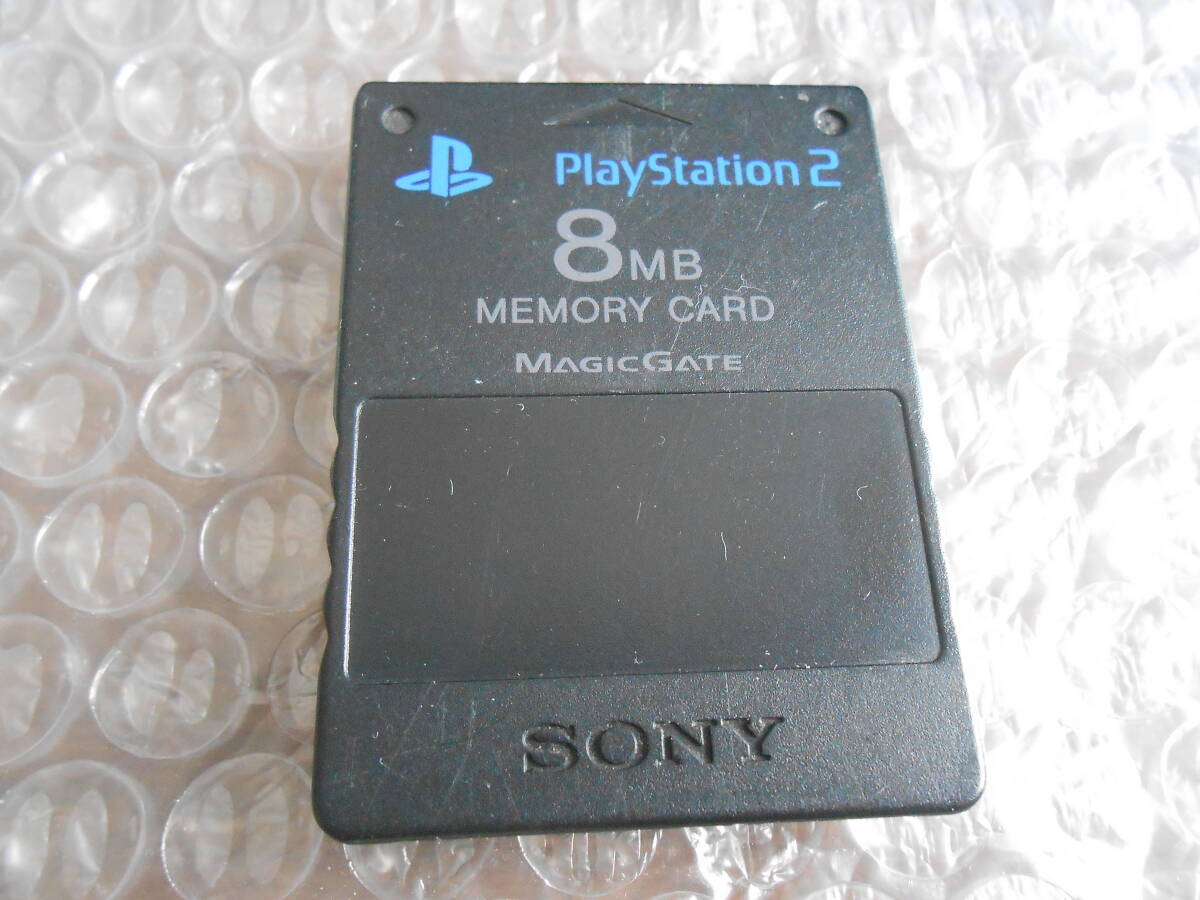 PlayStation 2
8MB
MEMORY CARD
MAGICGATE
SONY